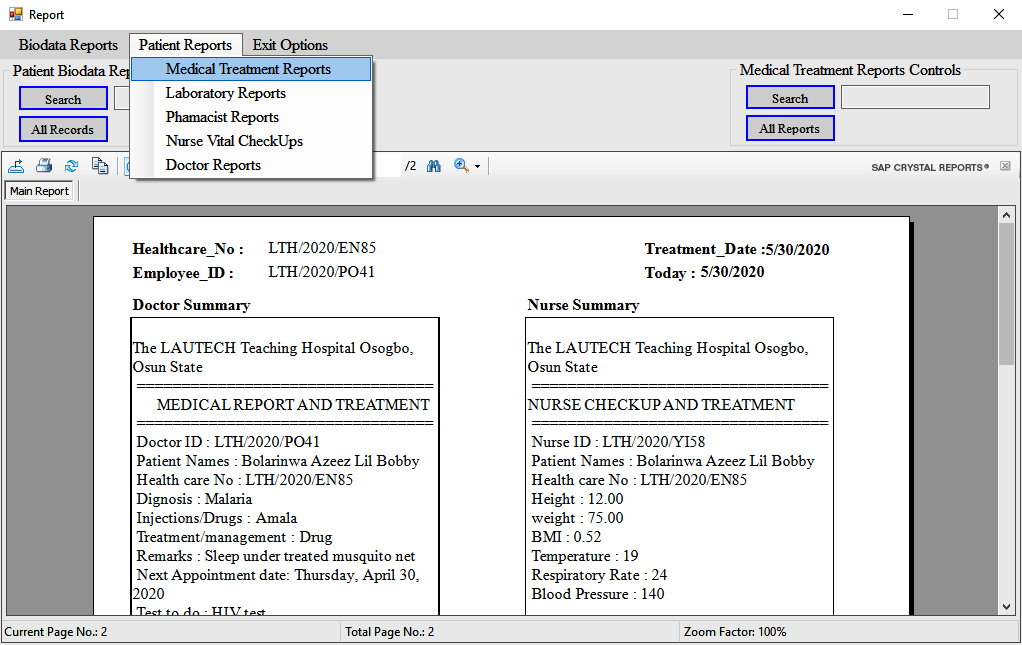 Report
Biodata Reports Patient Reports Exit Options
Patient Biodata Rep
Search
All Records
Medical Treatment Reports
Laboratory Reports
Phamacist Reports
Nurse Vital CheckUps
Doctor Reports
Medical Treatment Reports Controls
Search
All Reports
/2
SAP CRYSTAL REPORTS®
Main Report
Healthcare_No : LTH/2020/EN85
Employee_ID : LTH/2020/PO41
Treatment_Date :5/30/2020
Today : 5/30/2020
Doctor Summary
The LAUTECH Teaching Hospital Osogbo,
Osun State
=================================
MEDICAL REPORT AND TREATMENT
=================================
Doctor ID : LTH/2020/PO41
Patient Names : Bolarinwa Azeez Lil Bobby
Health care No : LTH/2020/EN85
Dignosis : Malaria
Injections/Drugs : Amala
Treatment/management : Drug
Remarks : Sleep under treated musquito net
Next Appointment date: Thursday, April 30,
2020
Test to do : HIV test
Nurse Summary
The LAUTECH Teaching Hospital Osogbo,
Osun State
=================================
NURSE CHECKUP AND TREATMENT
=================================
Nurse ID : LTH/2020/YI58
Patient Names : Bolarinwa Azeez Lil Bobby
Health care No : LTH/2020/EN85
Height : 12.00
weight : 75.00
BMI : 0.52
Temperature : 19
Respiratory Rate : 24
Blood Pressure : 140
Current Page No.: 2
Total Page No.: 2
Zoom Factor: 100%